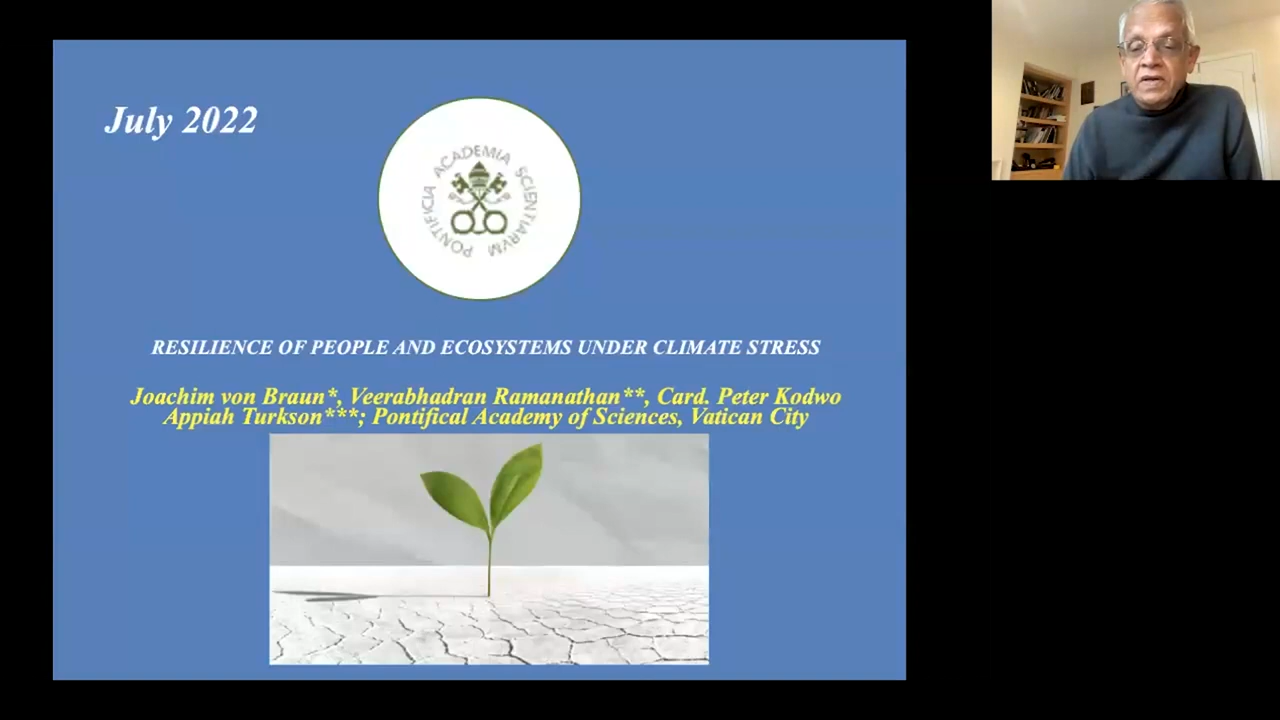 July 2022
PONTIFICIA ACADEMIA SCIENTIARVM
RESILIENCE OF PEOPLE AND ECOSYSTEMS UNDER CLIMATE STRESS
Joachim von Braun*, Veerabhadran Ramanathan**, Card. Peter Kodwo
Appiah Turkson***; Pontifical Academy of Sciences, Vatican City